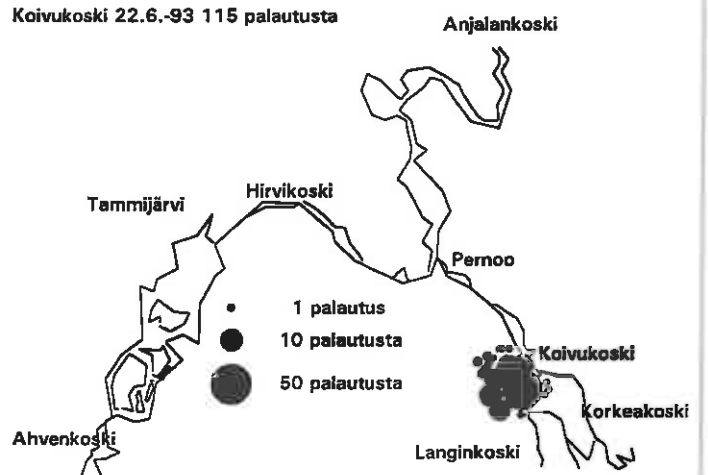 Koivukoski 22.6.-93 115 palautusta
Anjalankoski
Tammijärvi
Hirvikoski
Pernoo
1 palautus
10 palautusta
50 palautusta
Koivukoski
Korkeakoski
Ahvenkoski
Langinkoski